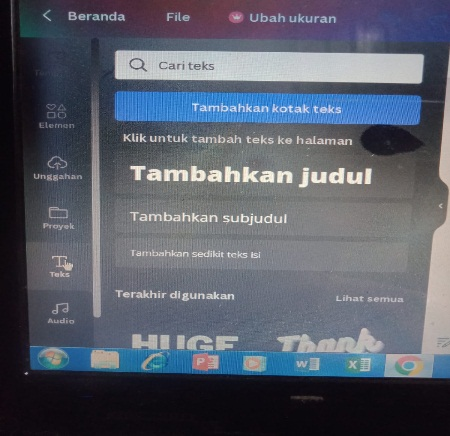 Beranda File Ubah ukuran
Cari teks
Tambahkan kotak teks
Elemen
Klik untuk tambah teks ke halaman
Unggahan
Tambahkan judul
Proyek
Tambahkan subjudul
Tambahkan sedikit teks isi
Teks
Terakhir digunakan Lihat semua
Audio
HUGE Thank